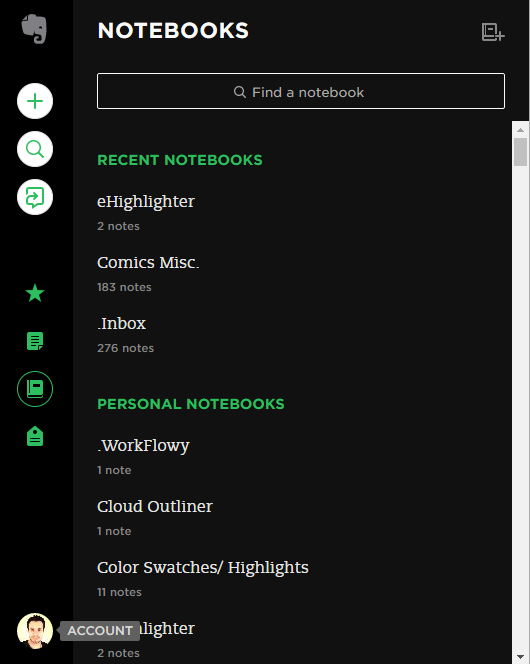 NOTEBOOKS
Find a notebook
RECENT NOTEBOOKS
eHighlighter
2 notes
Comics Misc.
183 notes
.Inbox
276 notes
PERSONAL NOTEBOOKS
.WorkFlowy
1 note
Cloud Outliner
1 note
Color Swatches/ Highlights
11 notes
ACCOUNT
lighter
2 notes